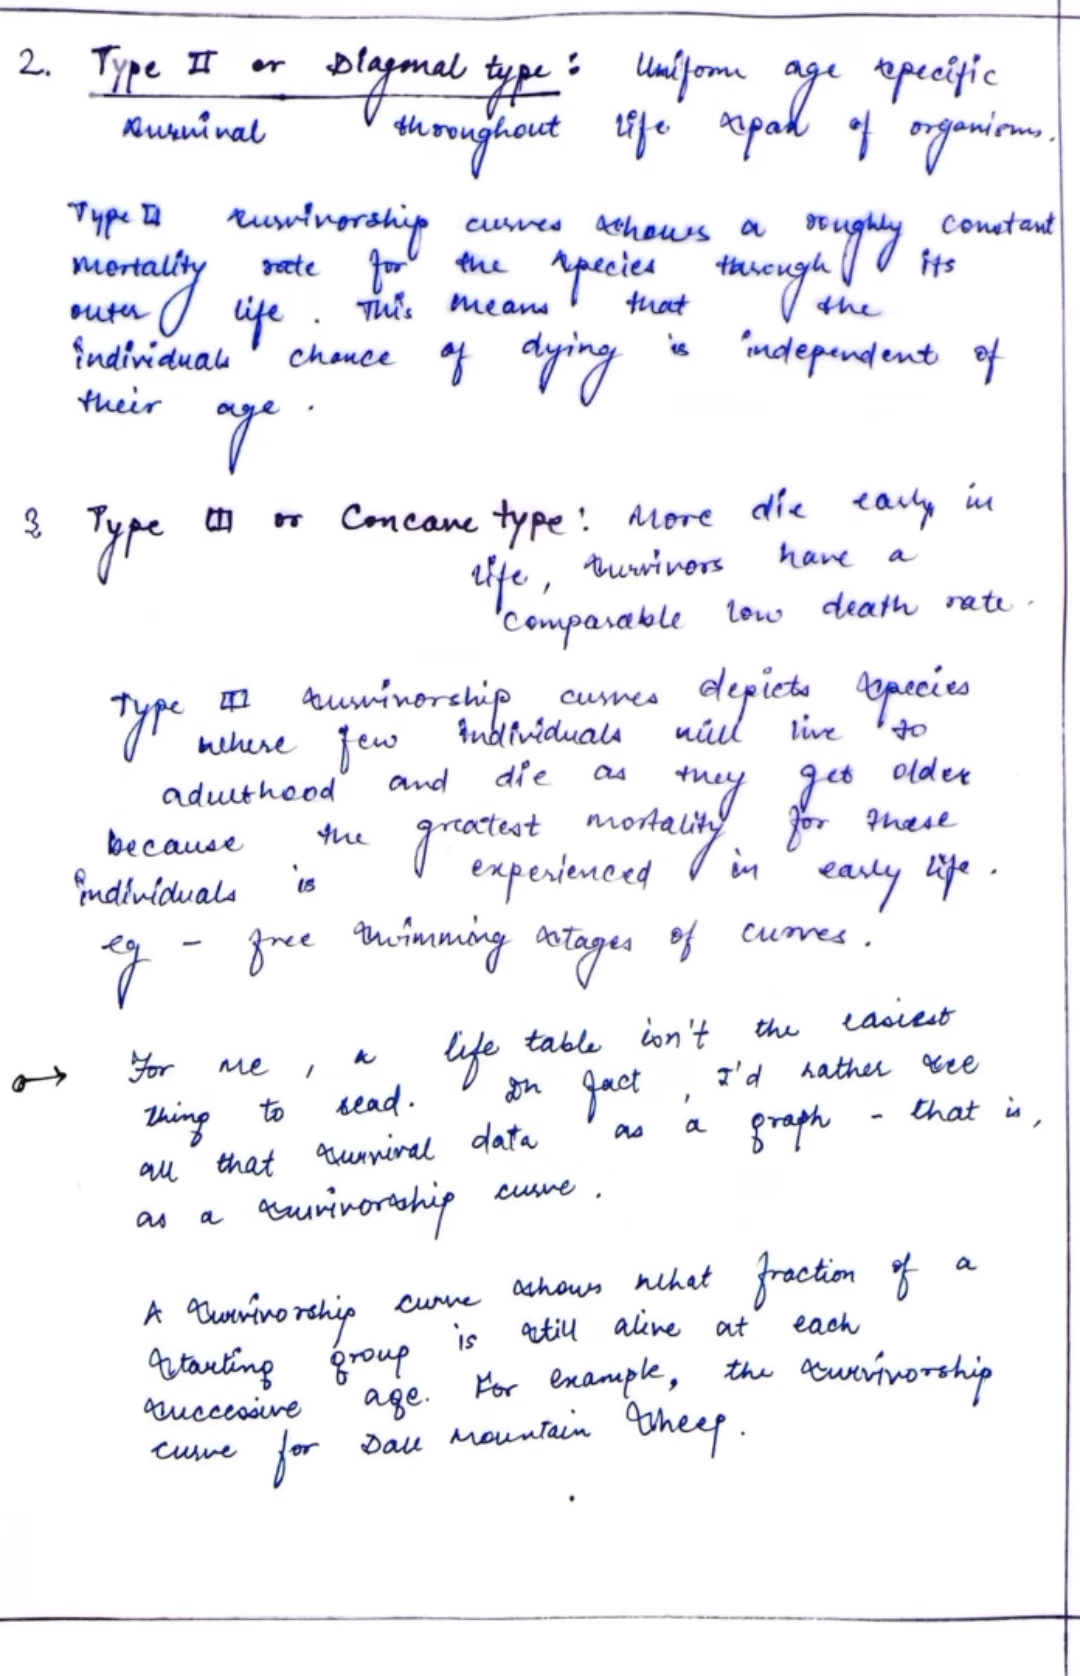 2. Type II or Diagonal type : Uniform age specific
survival throughout life span of organisms.
Type II survivorship curves shows a roughly constant
mortality rate for the species through its
outer life . This means that the
individuals chance of dying is independent of
their age .
3 Type III or Concave type : More die early in
life , survivors have a
comparable low death rate .
Type III survivorship curves depicts species
where few individuals will live to
adulthood and die as they get older
because the greatest mortality for these
individuals is experienced in early life .
eg - free swimming stages of curves .
For me , a life table isn't the easiest
thing to read . In fact , I'd rather see
all that survival data as a graph - that is ,
as a survivorship curve .
A survivorship curve shows what fraction of a
starting group is still alive at each
successive age. For example, the survivorship
curve for Dall Mountain Sheep .